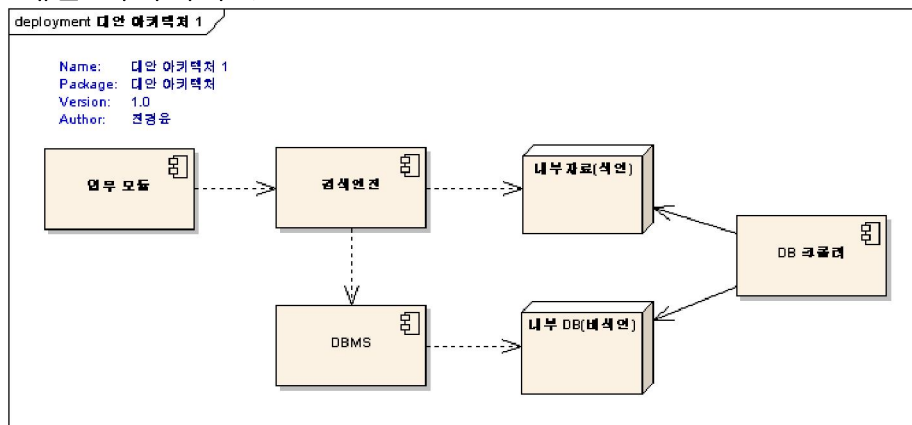 deployment 대안 아키텍처 1
Name: 대안 아키텍처 1
Package: 대안 아키텍처
Version: 1.0
Author: 전경윤
업무 모듈
검색엔진
내부자료(색인)
DB 크롤러
DBMS
내부 DB(비색인)